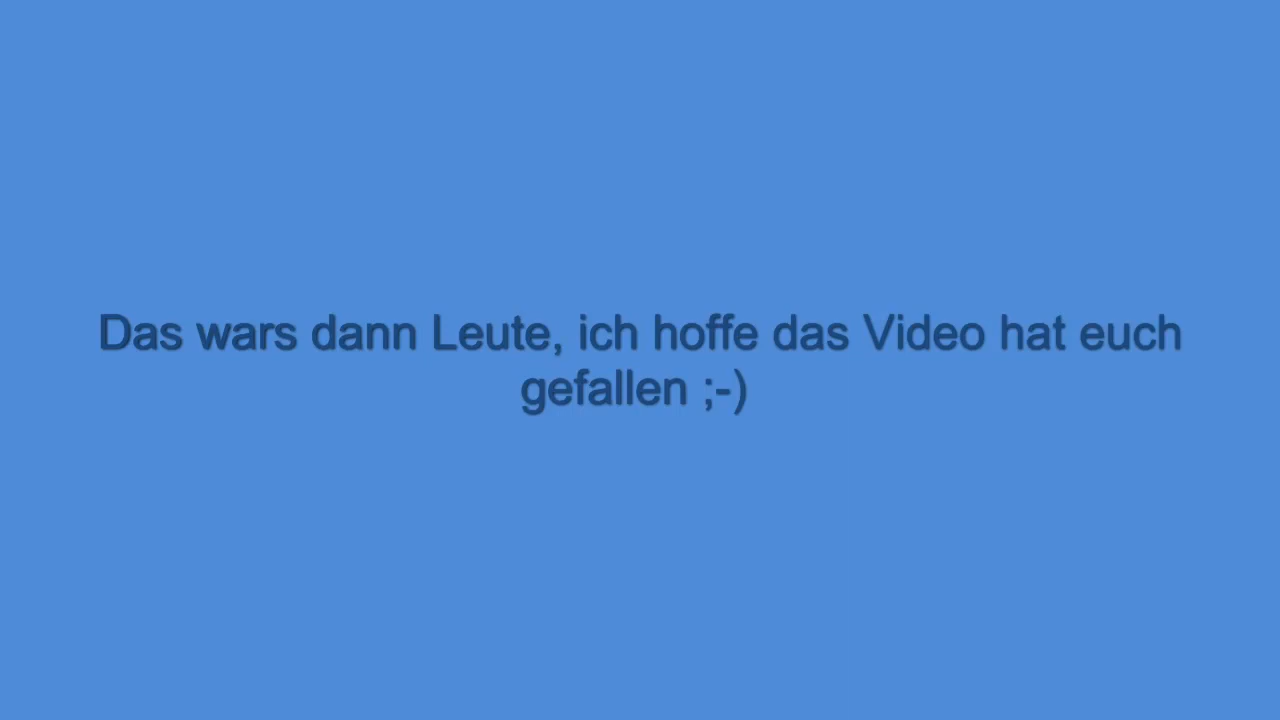 Das wars dann Leute, ich hoffe das Video hat euch
gefallen ;-)